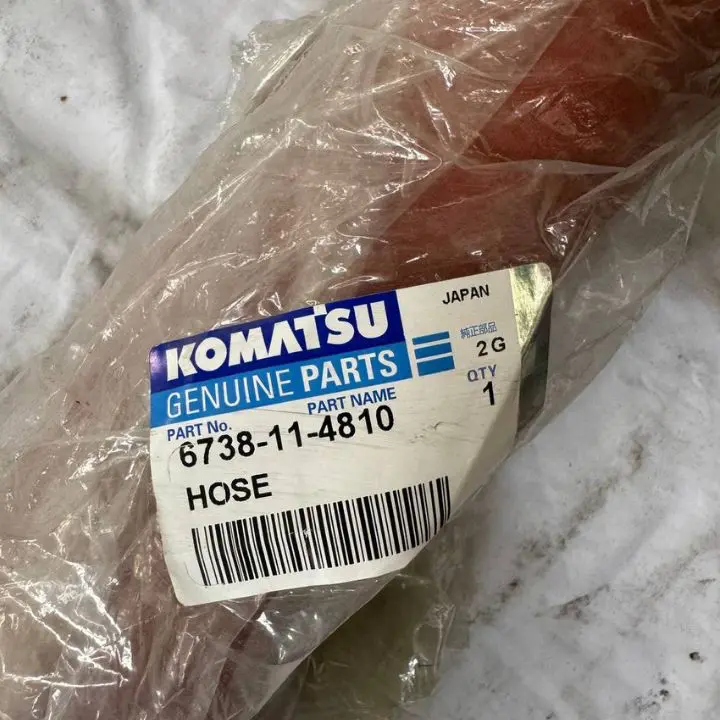 JAPAN
KOMATSU
GENUINE PARTS
純正部品
2G
PART No.
PART NAME
QTY
6738-11-4810
1
HOSE